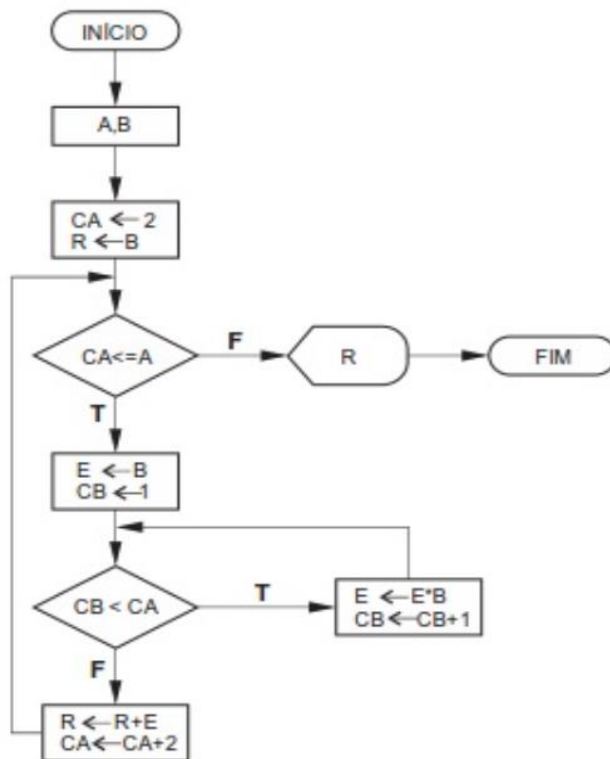 INÍCIO
A,B
CA ← 2
R ← B
CA<=A
F
R
FIM
T
E ← B
CB ← 1
CB < CA
T
E ← E*B
CB ← CB+1
F
R ← R+E
CA ← CA+2